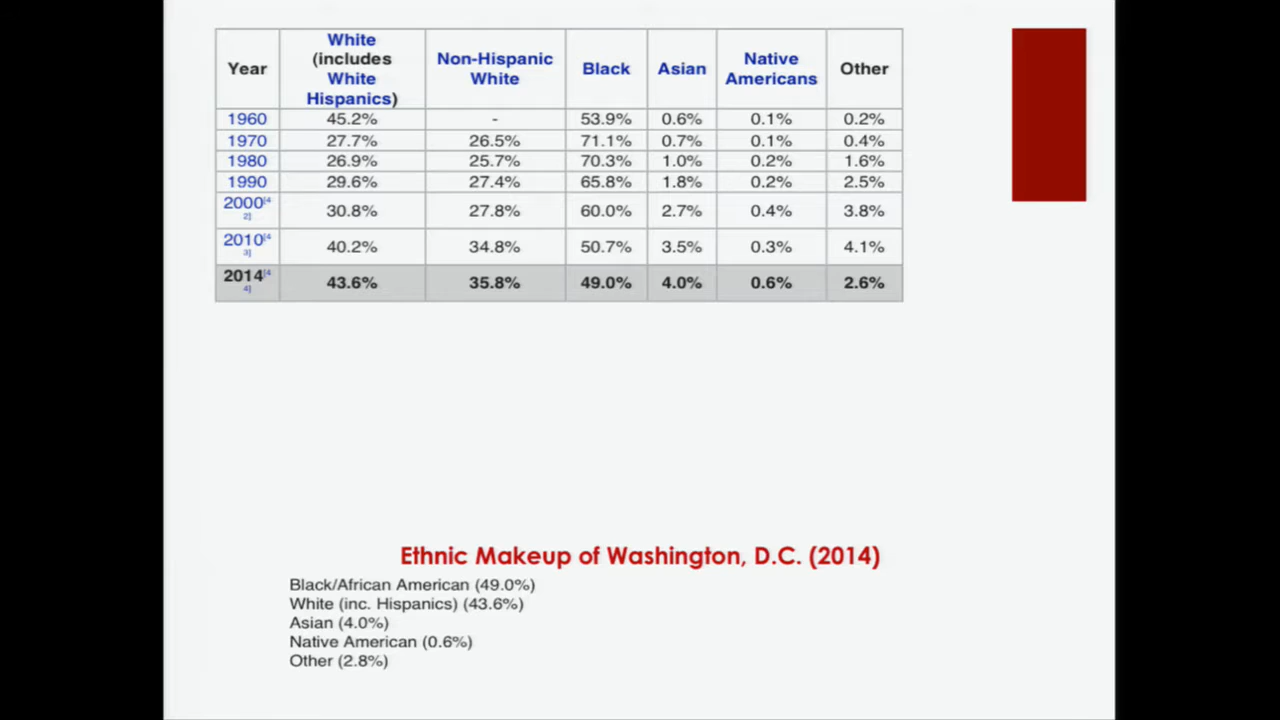 Year White (includes White Hispanics) Non-Hispanic White Black Asian Native Americans Other
1960 45.2% - 53.9% 0.6% 0.1% 0.2%
1970 27.7% 26.5% 71.1% 0.7% 0.1% 0.4%
1980 26.9% 25.7% 70.3% 1.0% 0.2% 1.6%
1990 29.6% 27.4% 65.8% 1.8% 0.2% 2.5%
2000[42] 30.8% 27.8% 60.0% 2.7% 0.4% 3.8%
2010[43] 40.2% 34.8% 50.7% 3.5% 0.3% 4.1%
2014[44] 43.6% 35.8% 49.0% 4.0% 0.6% 2.6%
Ethnic Makeup of Washington, D.C. (2014)
Black/African American (49.0%)
White (inc. Hispanics) (43.6%)
Asian (4.0%)
Native American (0.6%)
Other (2.8%)